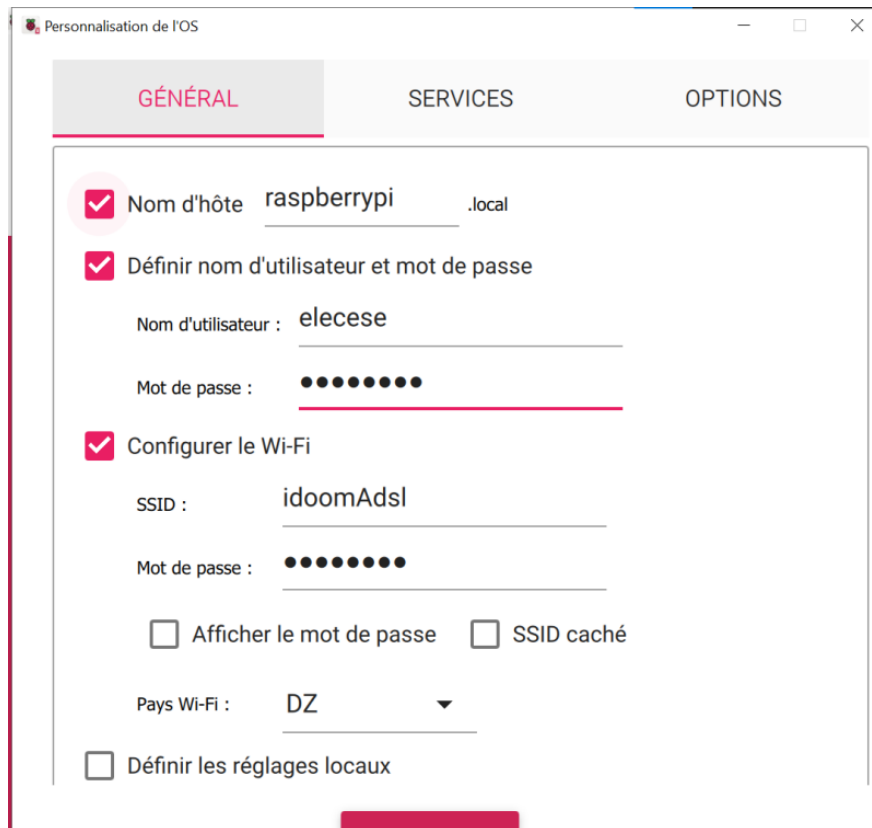 Personnalisation de l'OS
GÉNÉRAL SERVICES OPTIONS
Nom d'hôte raspberrypi .local
Définir nom d'utilisateur et mot de passe
Nom d'utilisateur : elecese
Mot de passe : ●●●●●●●●
Configurer le Wi-Fi
SSID : idoomAdsl
Mot de passe : ●●●●●●●●
Afficher le mot de passe SSID caché
Pays Wi-Fi : DZ
Définir les réglages locaux